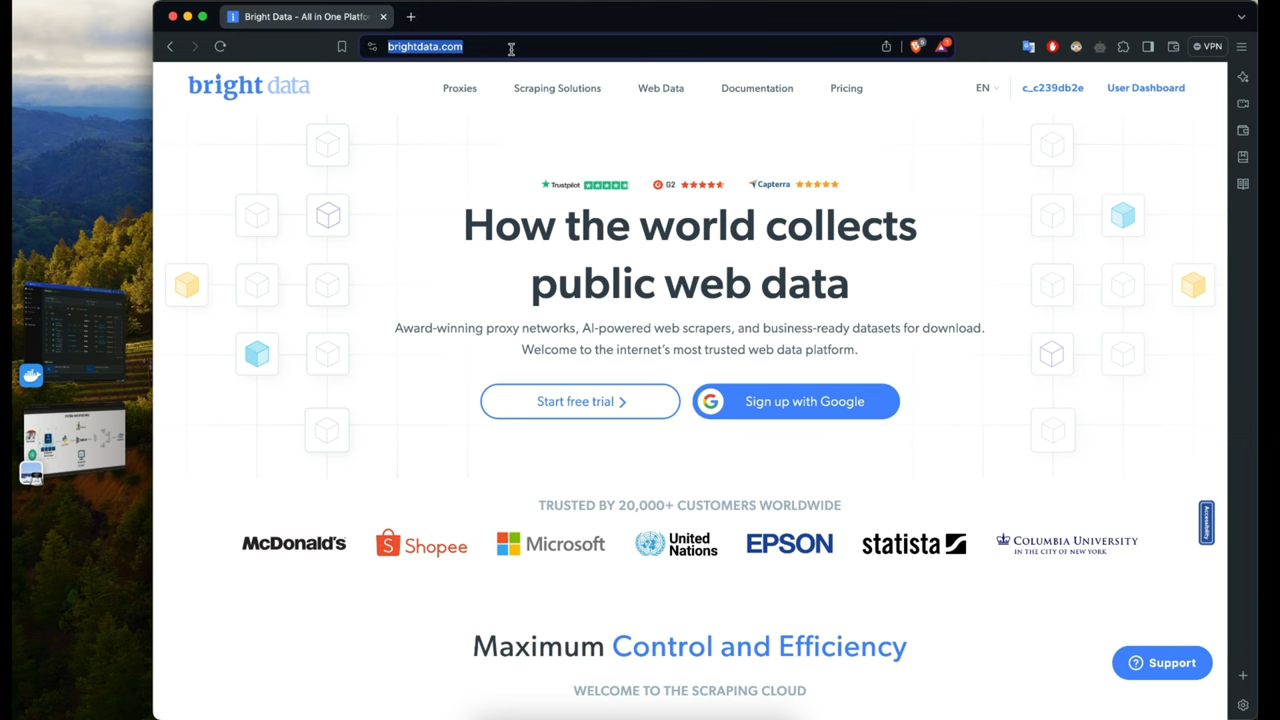 Bright Data - All in One Platfo
brightdata.com
VPN
bright data
Proxies
Scraping Solutions
Web Data
Documentation
Pricing
EN
c_c239db2e
User Dashboard
Trustpilot
G2
Capterra
How the world collects
public web data
Award-winning proxy networks, AI-powered web scrapers, and business-ready datasets for download.
Welcome to the internet's most trusted web data platform.
Start free trial
Sign up with Google
TRUSTED BY 20,000+ CUSTOMERS WORLDWIDE
McDonald's
Shopee
Microsoft
United
Nations
EPSON
statista
COLUMBIA UNIVERSITY
IN THE CITY OF NEW YORK
Accessibility
Maximum Control and Efficiency
WELCOME TO THE SCRAPING CLOUD
Support